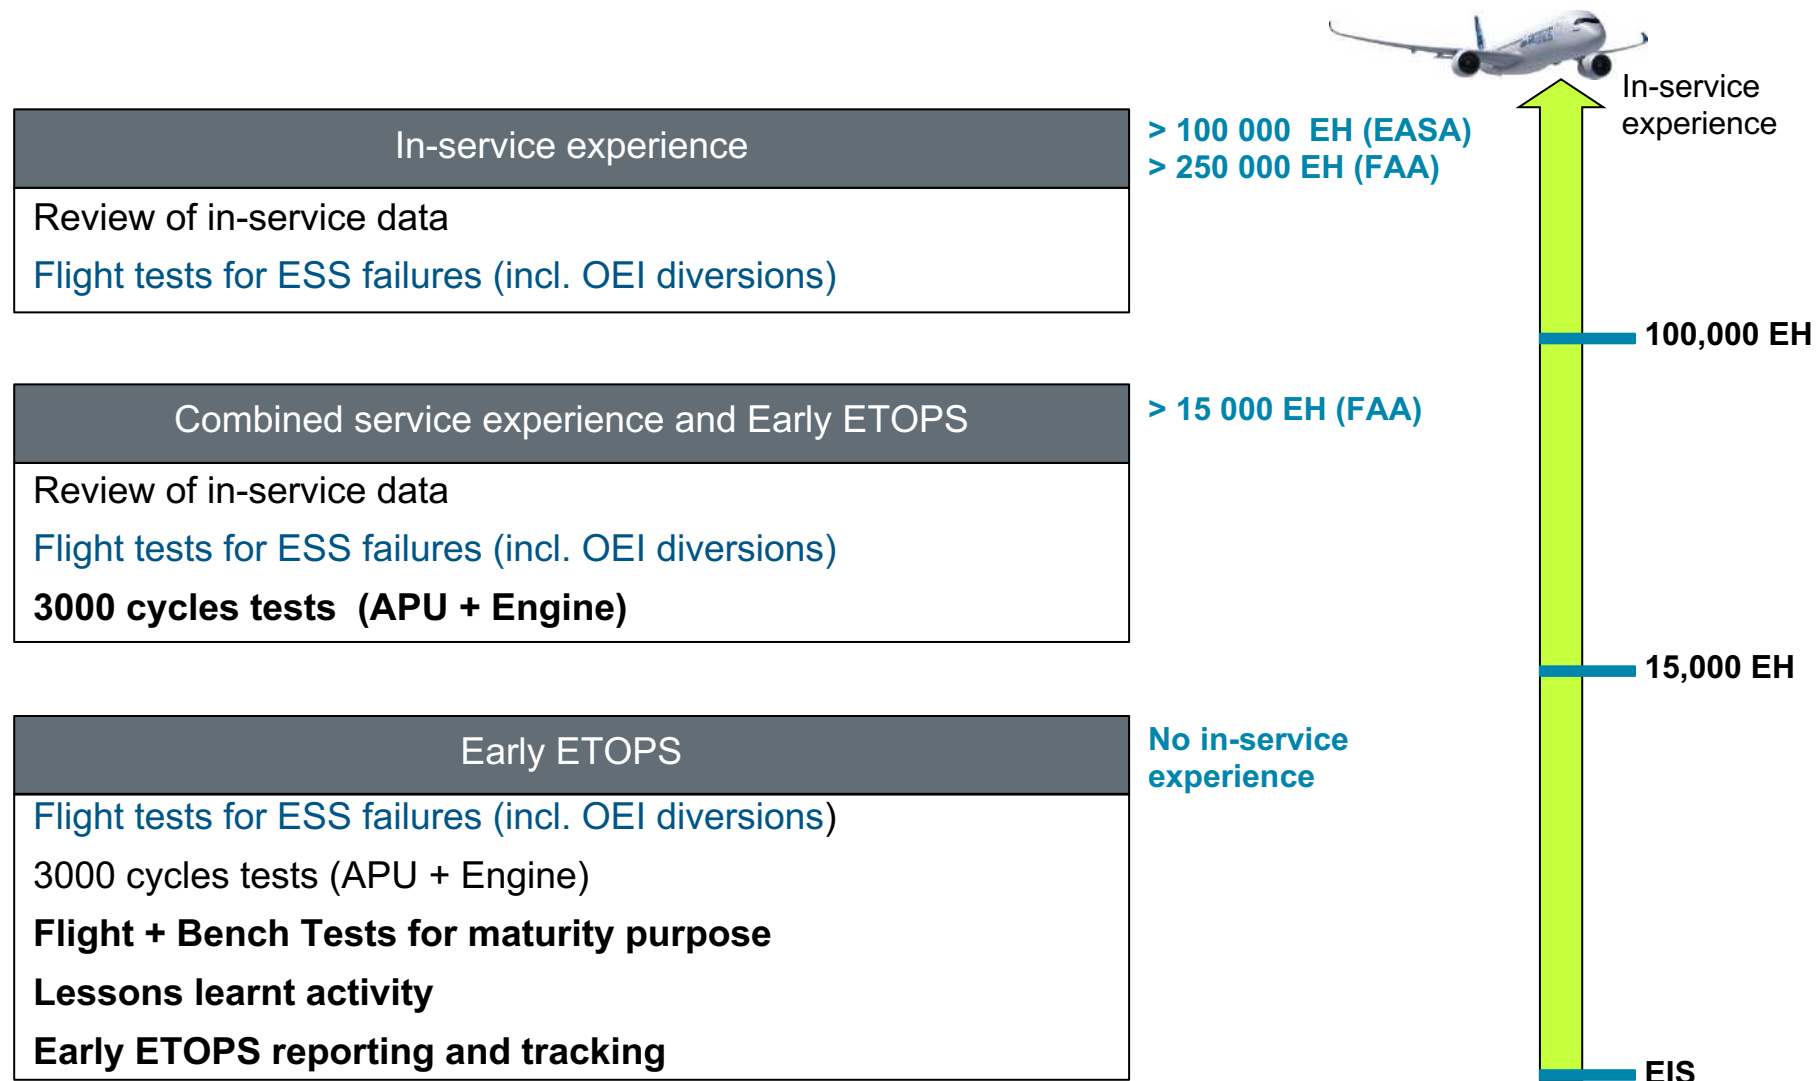 In-service
experience
In-service experience
> 100 000 EH (EASA)
> 250 000 EH (FAA)
Review of in-service data
Flight tests for ESS failures (incl. OEI diversions)
100,000 EH
Combined service experience and Early ETOPS
> 15 000 EH (FAA)
Review of in-service data
Flight tests for ESS failures (incl. OEI diversions)
3000 cycles tests (APU + Engine)
15,000 EH
Early ETOPS
No in-service
experience
Flight tests for ESS failures (incl. OEI diversions)
3000 cycles tests (APU + Engine)
Flight + Bench Tests for maturity purpose
Lessons learnt activity
Early ETOPS reporting and tracking
EIS